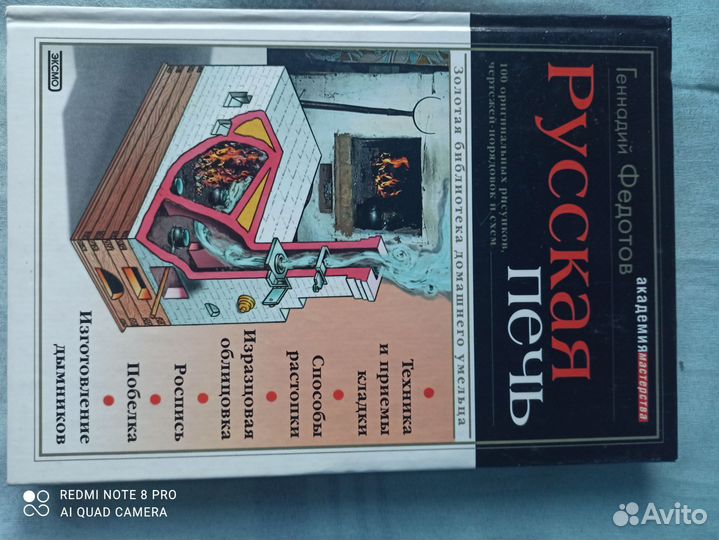 Геннадий Федотов
академия мастерства
Русская
печь
100 оригинальных рисунков,
чертежей-порядовок и схем
Золотая библиотека домашнего умельца
ЭКСМО
Техника
и приемы
кладки
Способы
растопки
Изразцовая
облицовка
Роспись
Побелка
Изготовление
дымников
REDMI NOTE 8 PRO
AI QUAD CAMERA
Avito